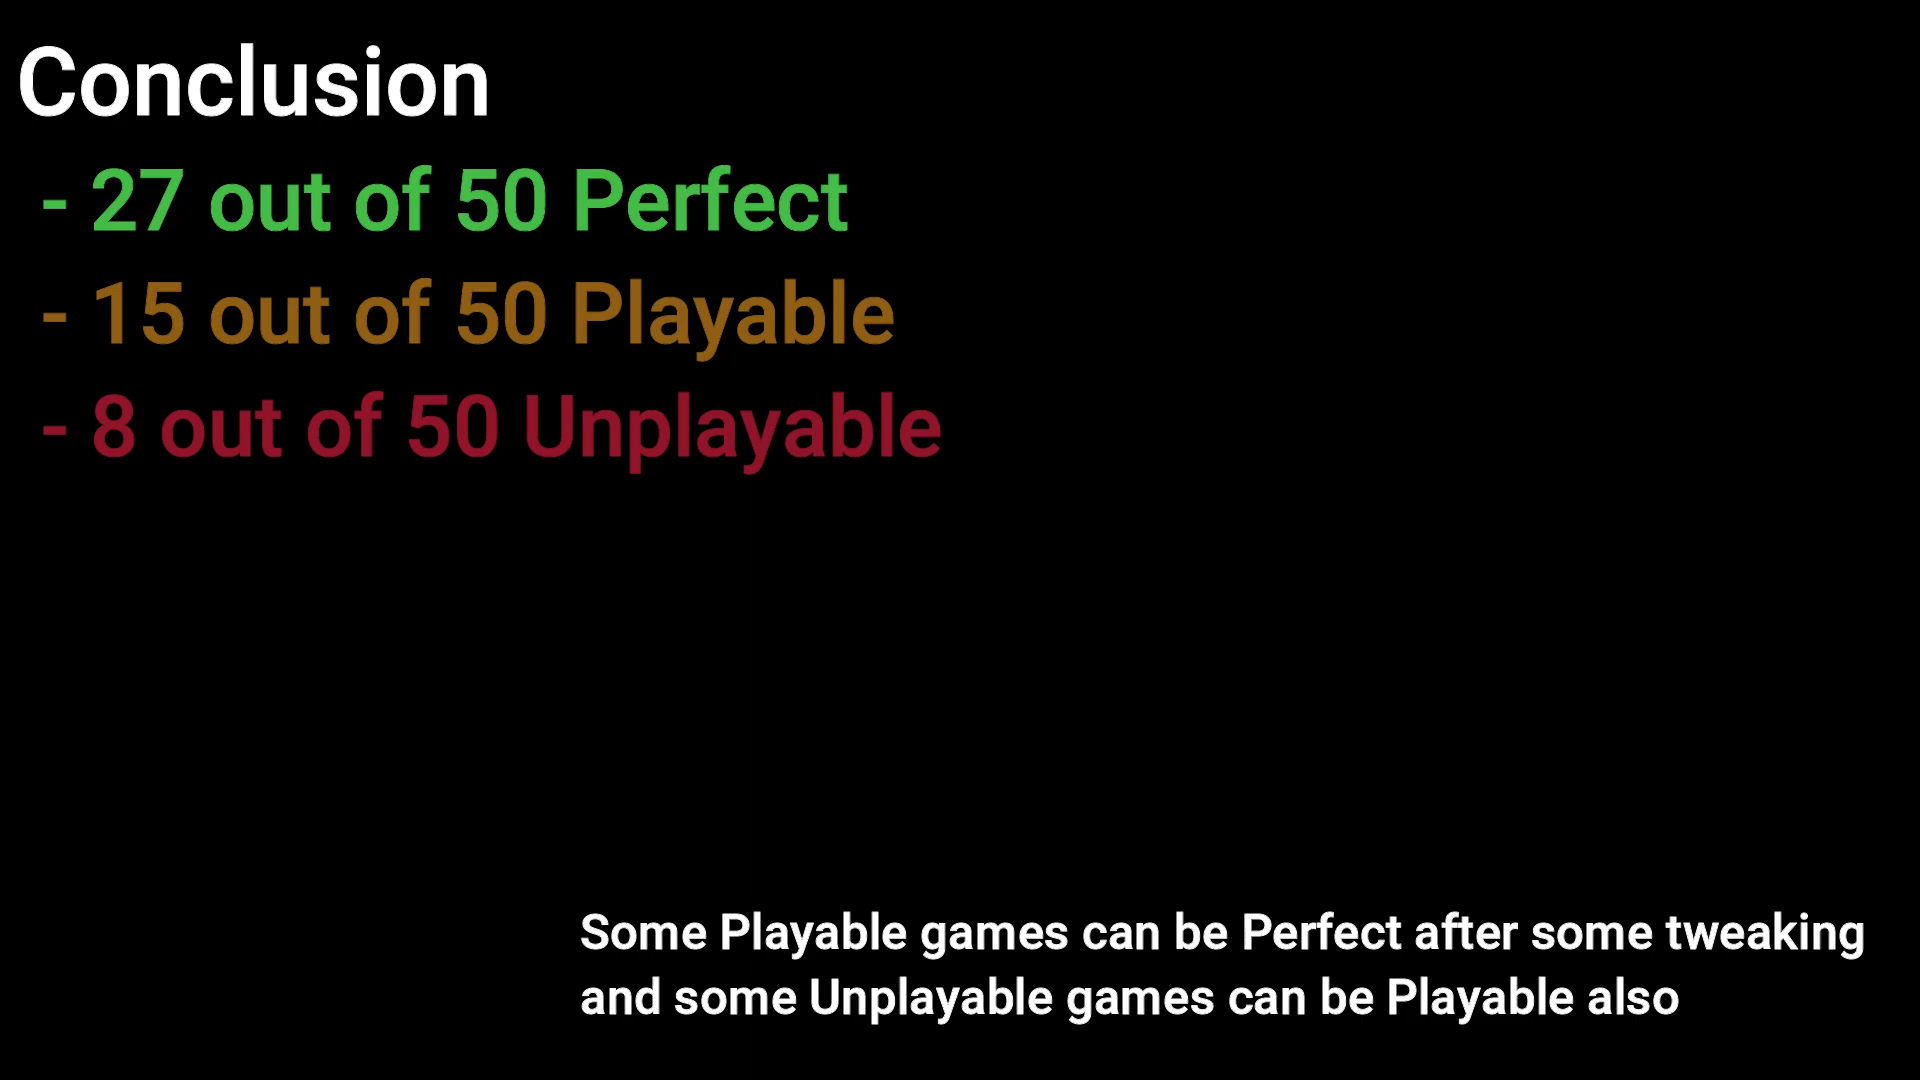 Conclusion
- 27 out of 50 Perfect
- 15 out of 50 Playable
- 8 out of 50 Unplayable
Some Playable games can be Perfect after some tweaking
and some Unplayable games can be Playable also